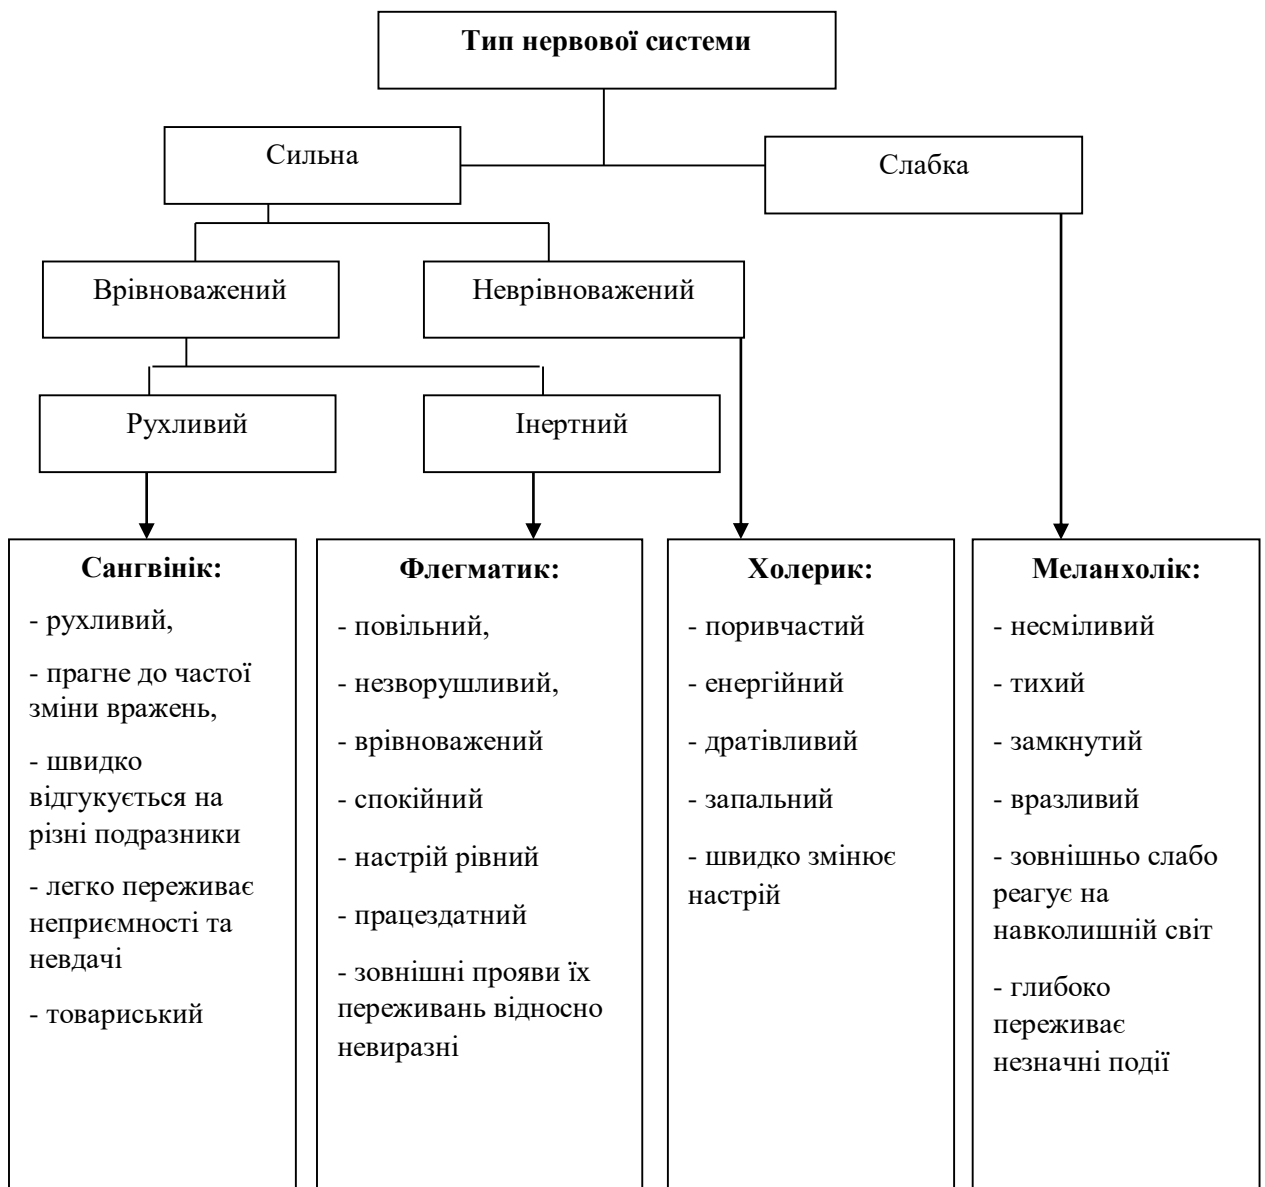 Тип нервової системи
Сильна
Слабка
Врівноважений
Неврівноважений
Рухливий
Інертний
Сангвінік:
- рухливий,
- прагне до частої
зміни вражень,
- швидко
відгукується на
різні подразники
- легко переживає
неприємності та
невдачі
- товариський
Флегматик:
- повільний,
- незворушливий,
- врівноважений
- спокійний
- настрій рівний
- працездатний
- зовнішні прояви їх
переживань відносно
невиразні
Холерик:
- поривчастий
- енергійний
- дратівливий
- запальний
- швидко змінює
настрій
Меланхолік:
- несміливий
- тихий
- замкнутий
- вразливий
- зовнішньо слабо
реагує на
навколишній світ
- глибоко
переживає
незначні події